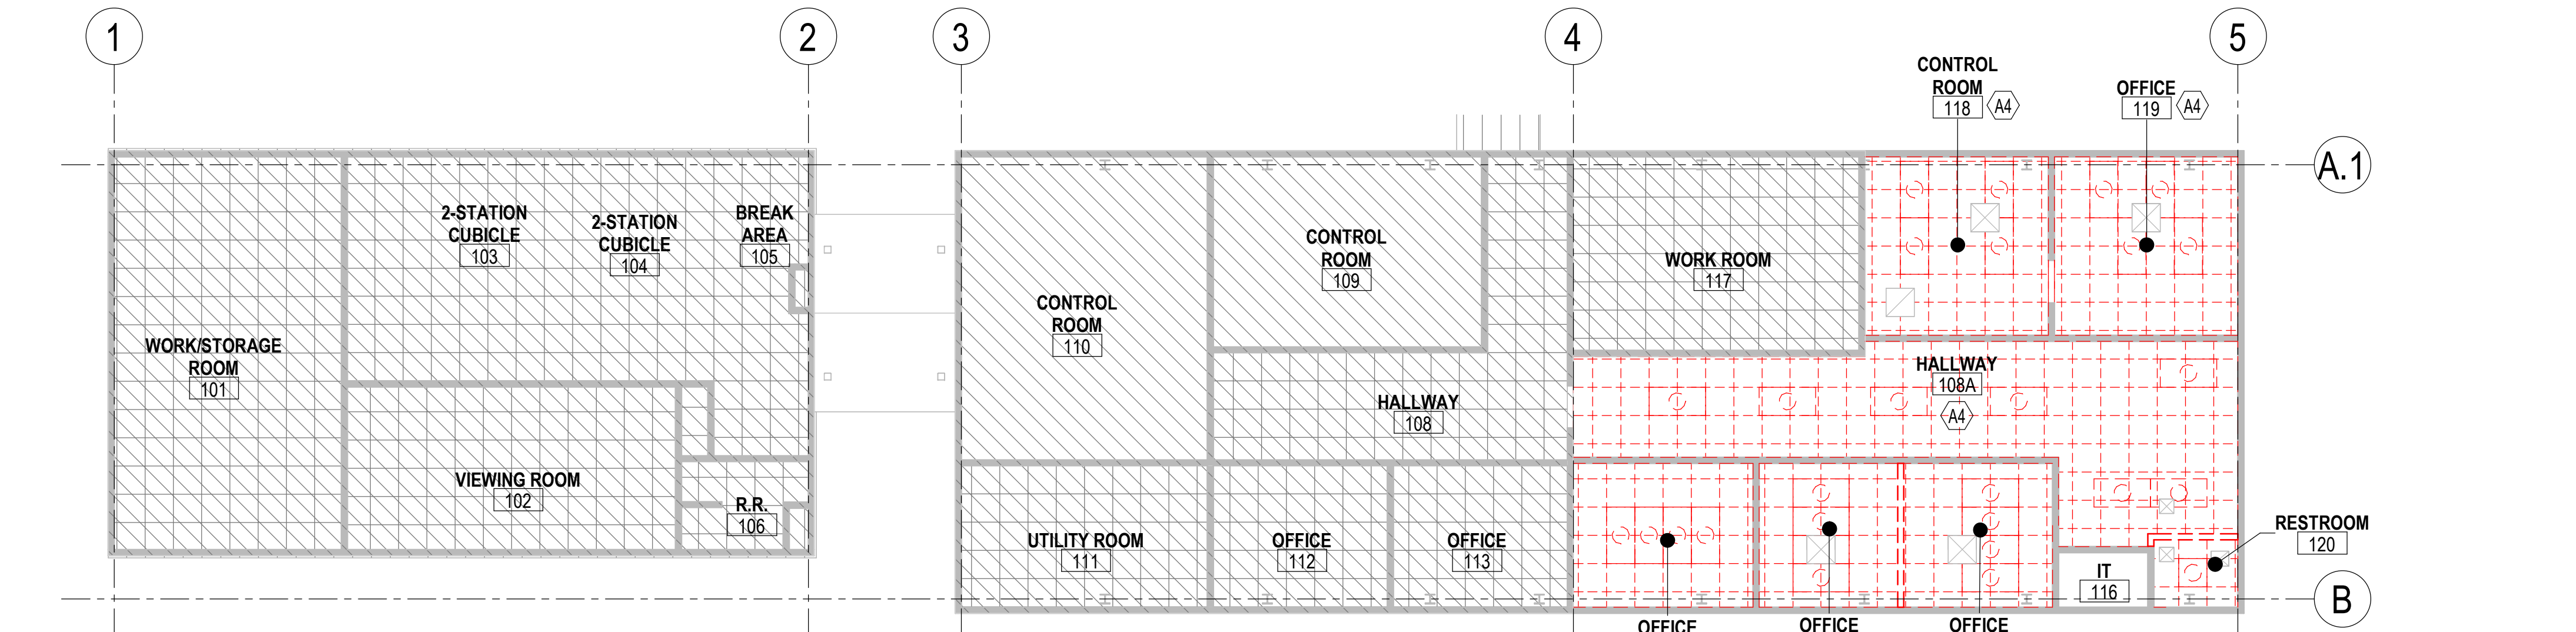 1
2
3
4
5
CONTROL
ROOM
118 A4
OFFICE
119 A4
A.1
2-STATION
CUBICLE
103
2-STATION
CUBICLE
104
BREAK
AREA
105
WORK/STORAGE
ROOM
101
VIEWING ROOM
102
R.R.
106
CONTROL
ROOM
110
CONTROL
ROOM
109
HALLWAY
108
WORK ROOM
117
HALLWAY
108A
A4
UTILITY ROOM
111
OFFICE
112
OFFICE
113
IT
116
RESTROOM
120
B
OFFICE
OFFICE
OFFICE